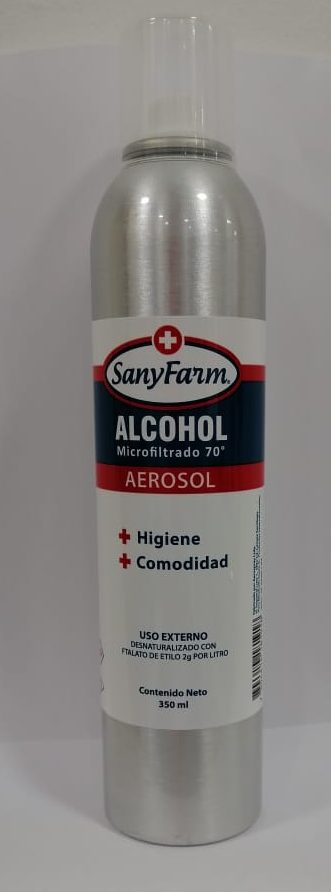 SanyFarm.
ALCOHOL
Microfiltrado 70°
AEROSOL
+ Higiene
+ Comodidad
USO EXTERNO
DESNATURALIZADO CON
FTALATO DE ETILO 2g POR LITRO
Contenido Neto
350 ml